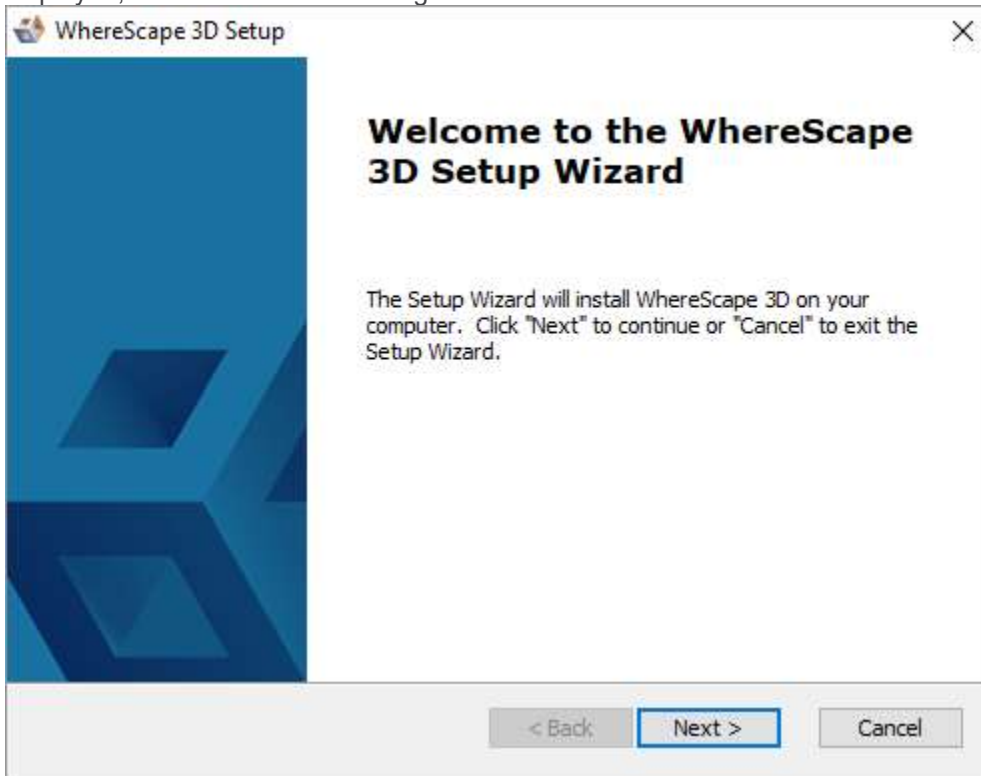 WhereScape 3D Setup
Welcome to the WhereScape
3D Setup Wizard
The Setup Wizard will install WhereScape 3D on your
computer. Click "Next" to continue or "Cancel" to exit the
Setup Wizard.
< Back Next > Cancel